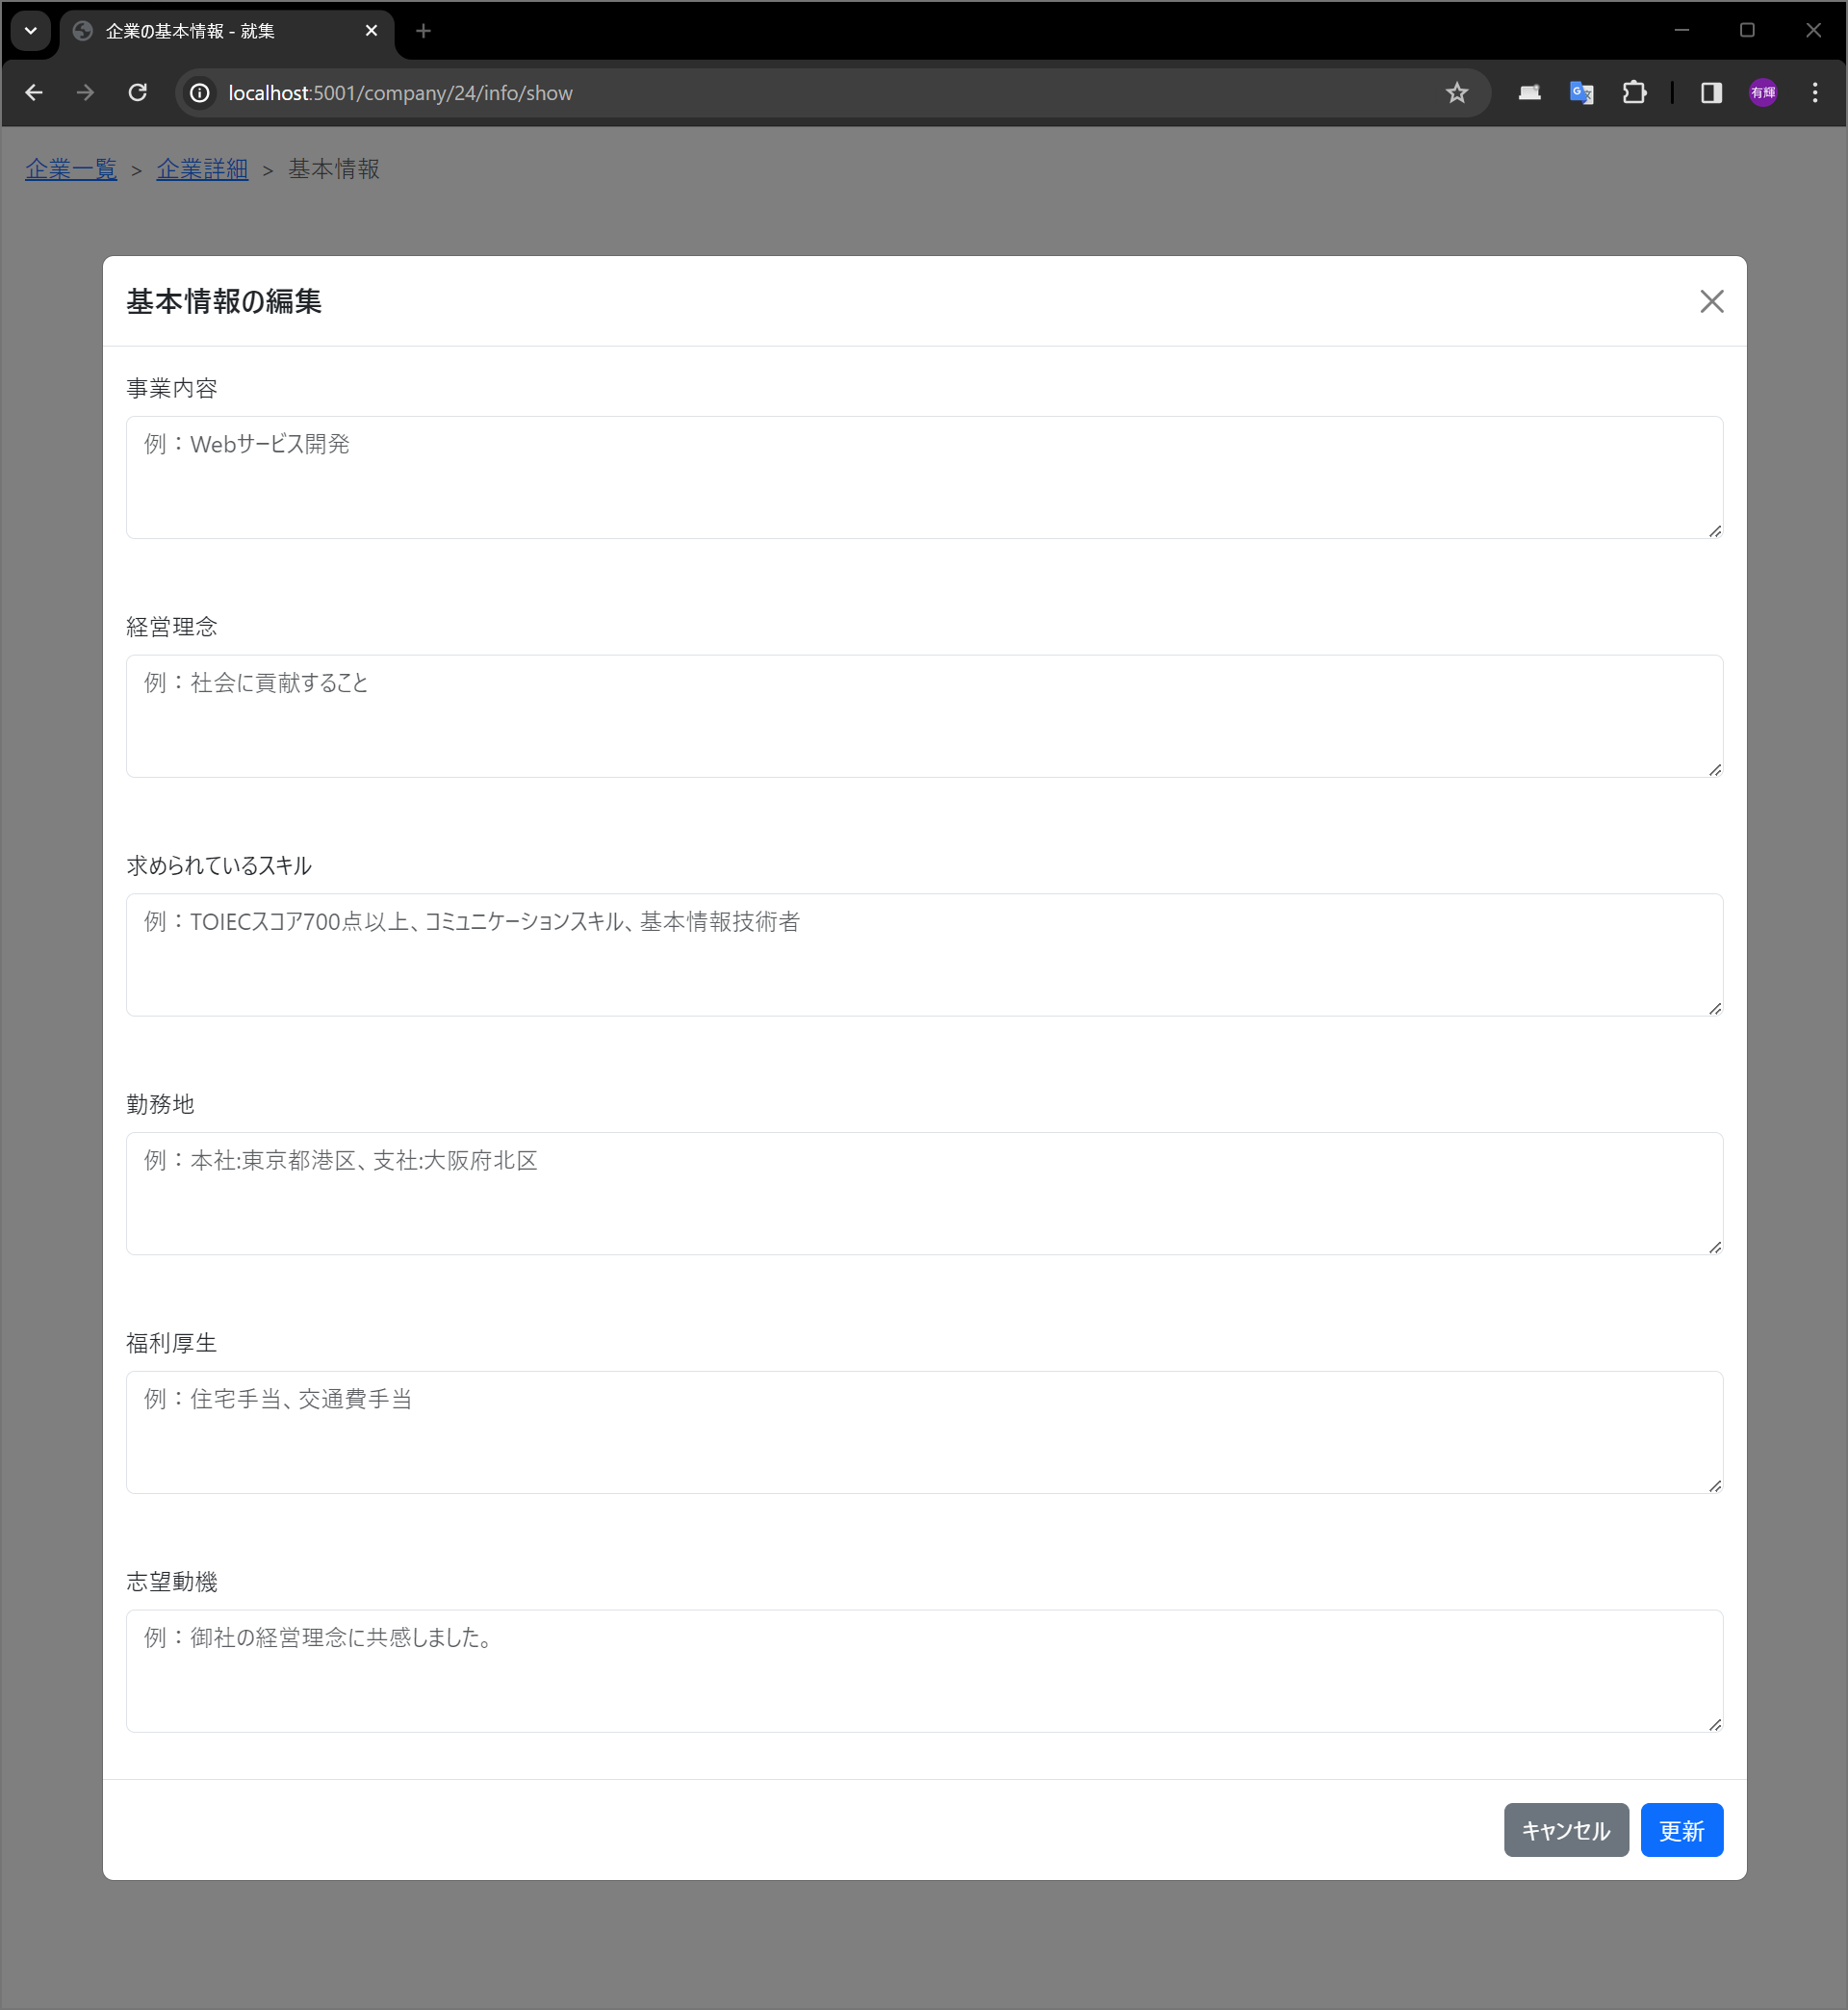 企業の基本情報 - 就集
localhost:5001/company/24/info/show
有輝
企業一覧 > 企業詳細 > 基本情報
基本情報の編集
事業内容
例：Webサービス開発
経営理念
例：社会に貢献すること
求められているスキル
例：TOIECスコア700点以上、コミュニケーションスキル、基本情報技術者
勤務地
例：本社:東京都港区、支社:大阪府北区
福利厚生
例：住宅手当、交通費手当
志望動機
例：御社の経営理念に共感しました。
キャンセル 更新